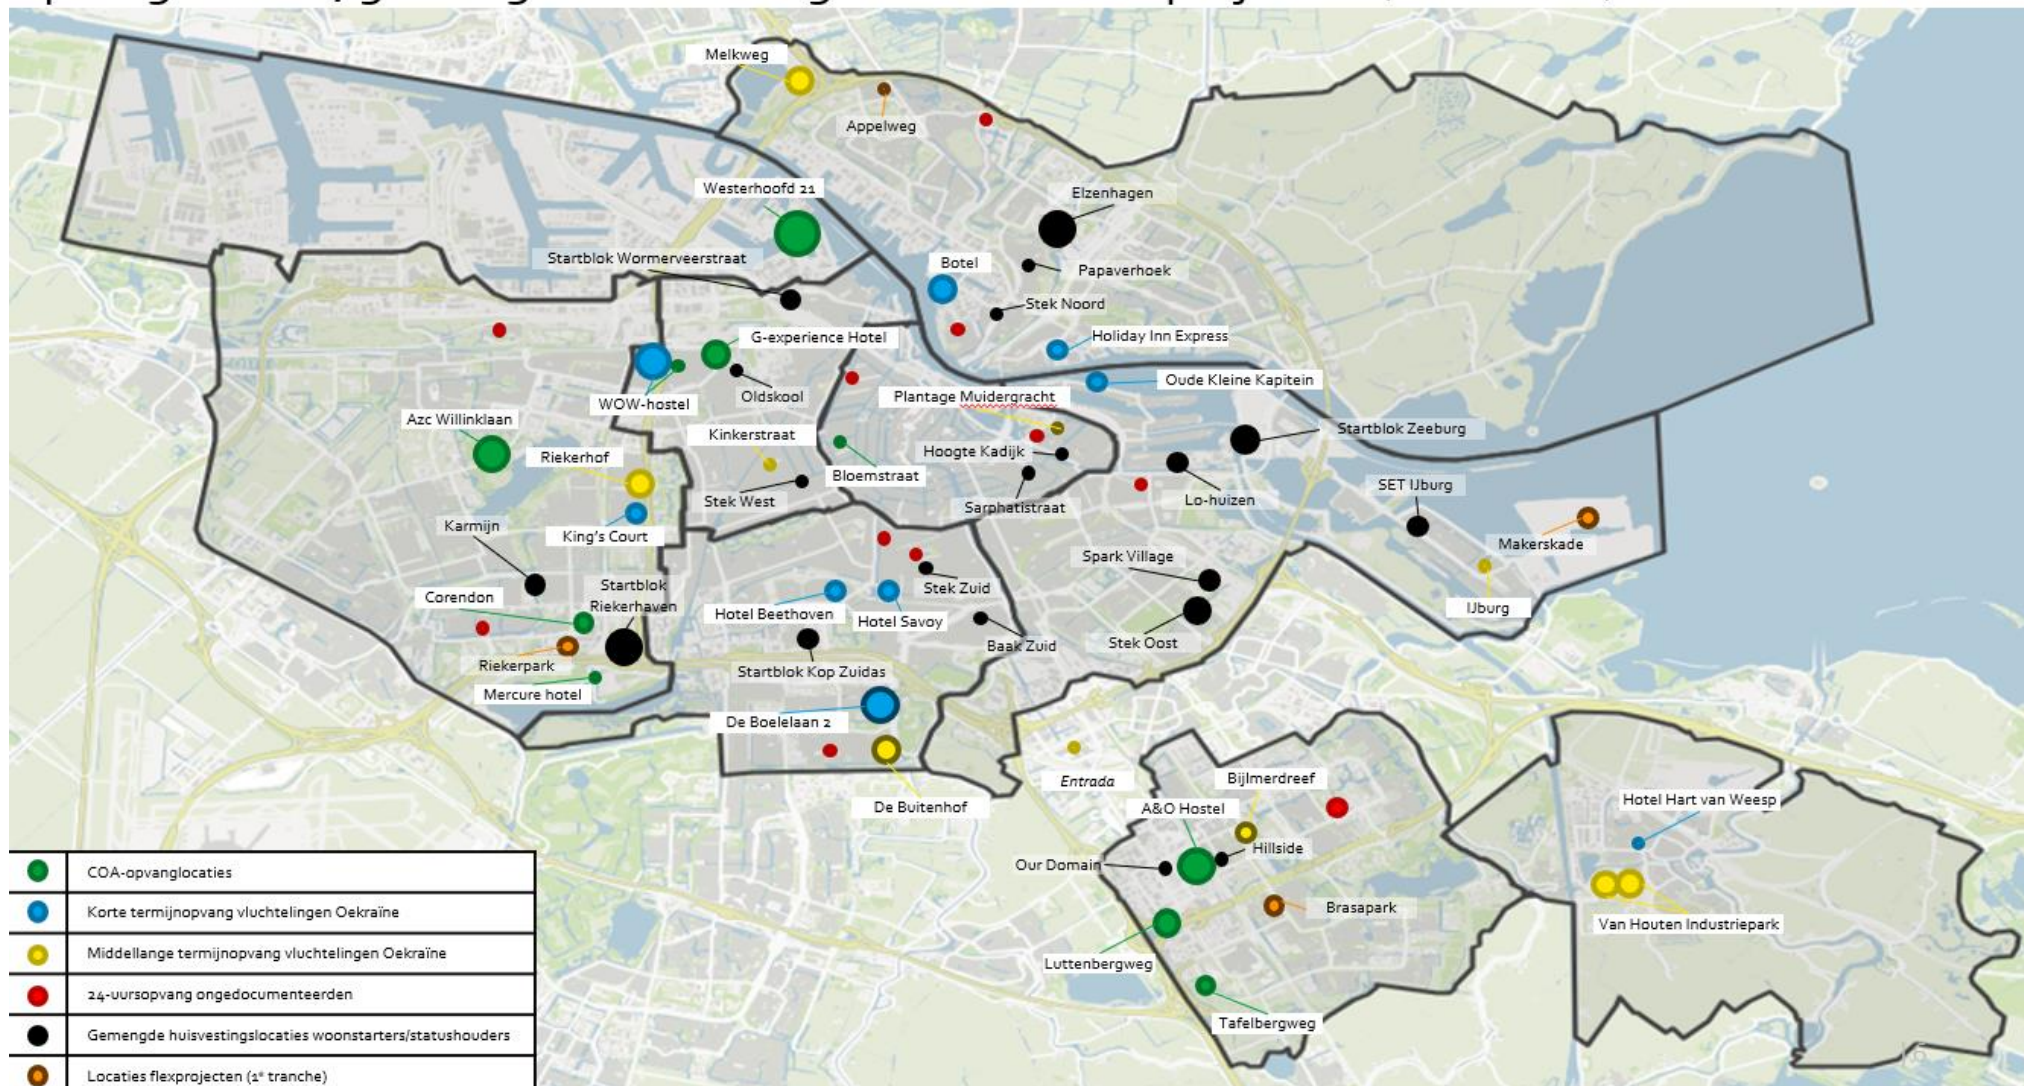 Melkweg
Appelweg
Westerhoofd 21
Elzenhagen
Startblok Wormerveerstraat
Botel
Papaverhoek
Stek Noord
G-experience Hotel
Holiday Inn Express
Oude Kleine Kapitein
WOW-hostel
Oldskool
Plantage Muidergracht
Azc Willinklaan
Kinkerstraat
Startblok Zeeburg
Riekerhof
Hoogte Kadijk
Bloemstraat
Stek West
Lo-huizen
SET IJburg
Sarphatistraat
Karmijn
King's Court
Makerskade
Spark Village
Startblok
Riekerhaven
Corendon
Stek Zuid
Hotel Beethoven
Hotel Savoy
IJburg
Baak Zuid
Stek Oost
Riekerpark
Startblok Kop Zuidas
Mercure hotel
De Boelelaan 2
Entrada
Bijlmerdreef
De Buitenhof
A&O Hostel
Hotel Hart van Weesp
Hillside
Our Domain
Brasapark
Van Houten Industriepark
Luttenbergweg
Tafelbergweg
COA-opvanglocaties
Korte termijnopvang vluchtelingen Oekraïne
Middellange termijnopvang vluchtelingen Oekraïne
24-uursopvang ongedocumenteerden
Gemengde huisvestingslocaties woonstarters/statushouders
Locaties flexprojecten (1e tranche)